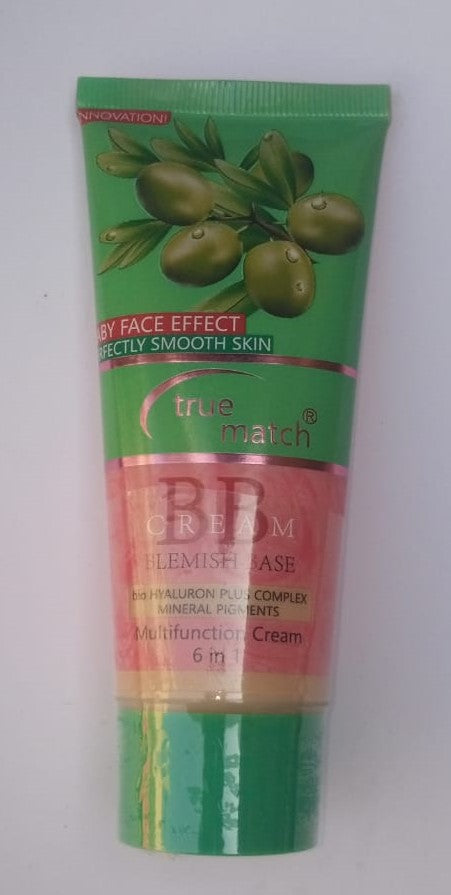 NNOVATION!
ABY FACE EFFECT
RFECTLY SMOOTH SKIN
true
match®
BB
CREAM
BLEMISH BASE
bio HYALURON PLUS COMPLEX
MINERAL PIGMENTS
Multifunction Cream
6 in 1